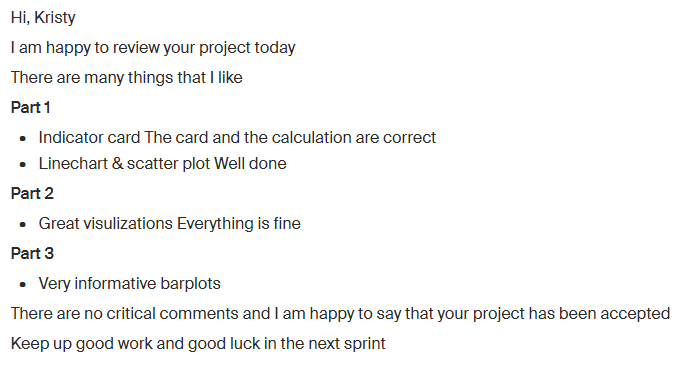 Hi, Kristy
I am happy to review your project today
There are many things that I like
Part 1
Indicator card The card and the calculation are correct
Linechart & scatter plot Well done
Part 2
Great visulizations Everything is fine
Part 3
Very informative barplots
There are no critical comments and I am happy to say that your project has been accepted
Keep up good work and good luck in the next sprint